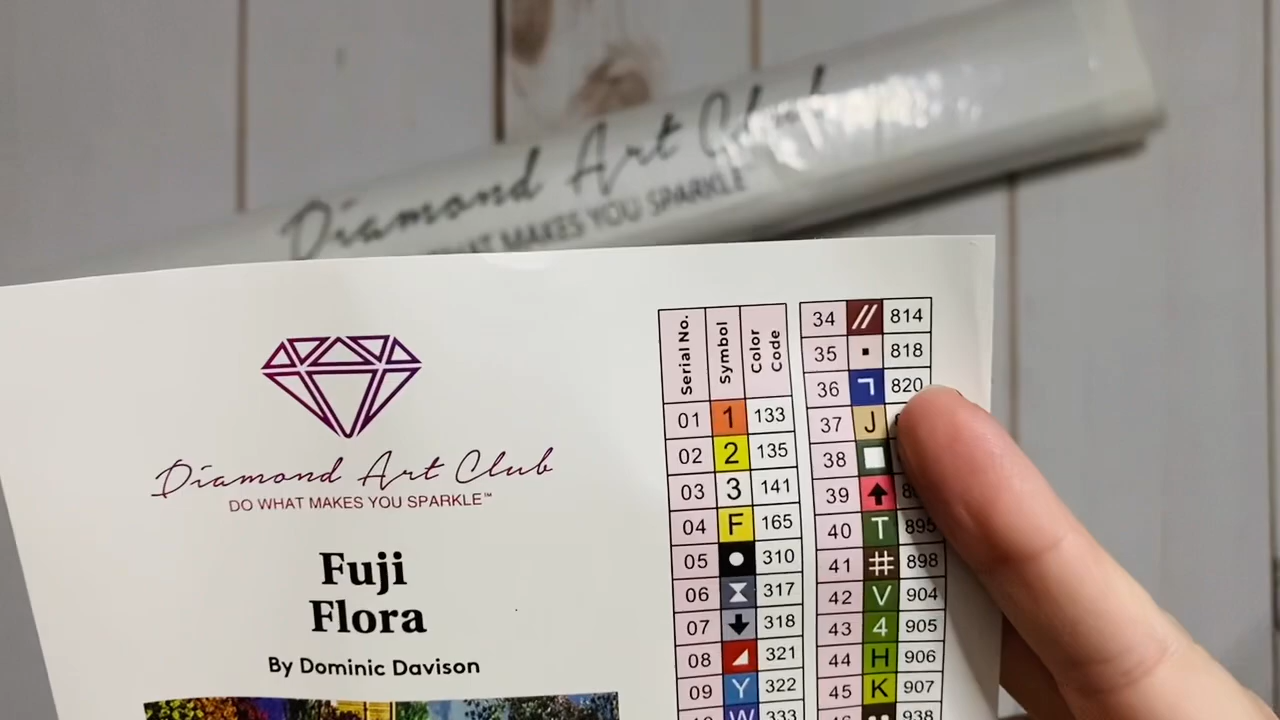 Diamond Art Club
WHAT MAKES YOU SPARKLE
Diamond Art Club
DO WHAT MAKES YOU SPARKLE™
Fuji
Flora
By Dominic Davison
Serial No. Symbol Color Code
01 1 133
02 2 135
03 3 141
04 F 165
05 310
06 317
07 318
08 321
09 Y 322
W 333
34 // 814
35 818
36 820
37 J
38
39
40 T 895
41 # 898
42 V 904
43 4 905
44 H 906
45 K 907
938